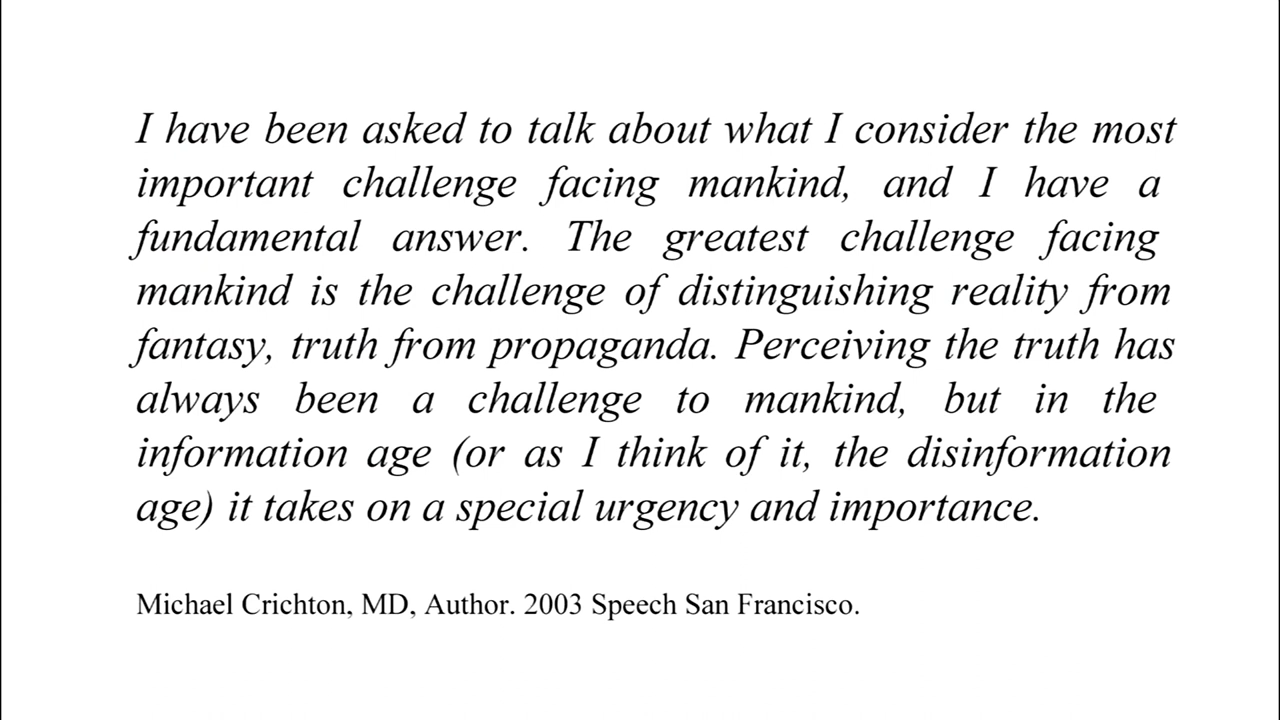 I have been asked to talk about what I consider the most
important challenge facing mankind, and I have a
fundamental answer. The greatest challenge facing
mankind is the challenge of distinguishing reality from
fantasy, truth from propaganda. Perceiving the truth has
always been a challenge to mankind, but in the
information age (or as I think of it, the disinformation
age) it takes on a special urgency and importance.
Michael Crichton, MD, Author. 2003 Speech San Francisco.